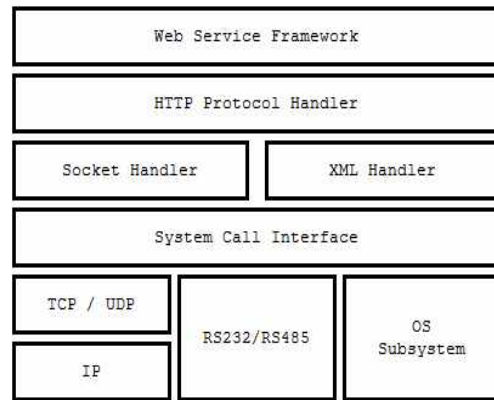 Web Service Framework
HTTP Protocol Handler
Socket Handler
XML Handler
System Call Interface
TCP / UDP
RS232/RS485
OS
Subsystem
IP